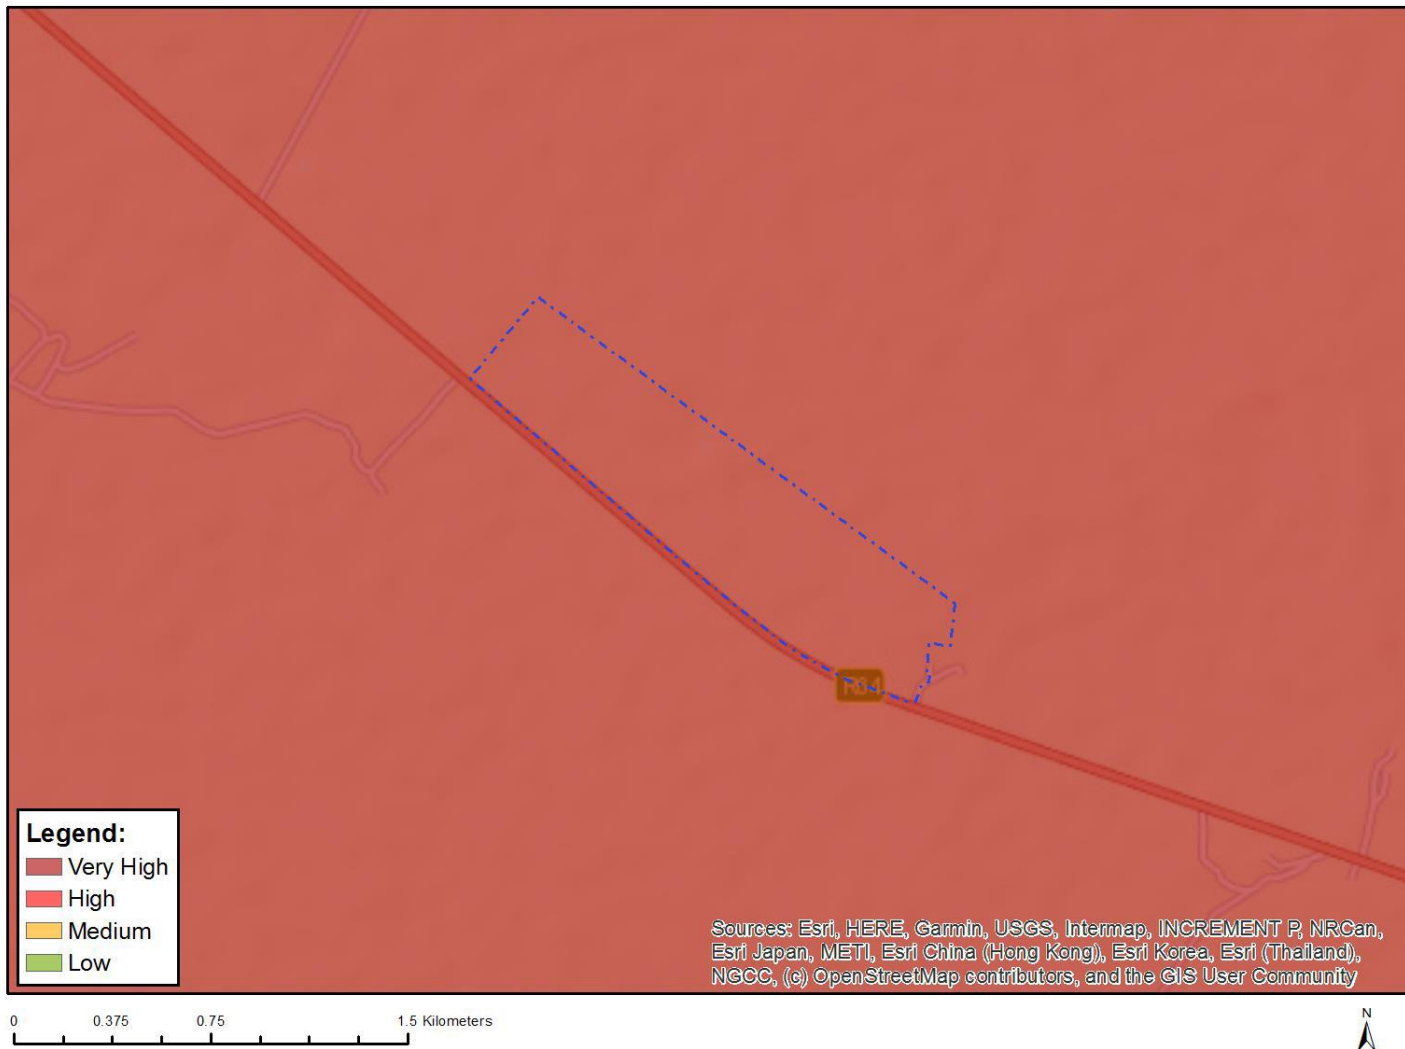 R64
Legend:
Very High
High
Medium
Low
Sources: Esri, HERE, Garmin, USGS, Intermap, INCREMENT P, NRCan,
Esri Japan, METI, Esri China (Hong Kong), Esri Korea, Esri (Thailand),
NGCC, (c) OpenStreetMap contributors, and the GIS User Community
0 0.375 0.75 1.5 Kilometers
N